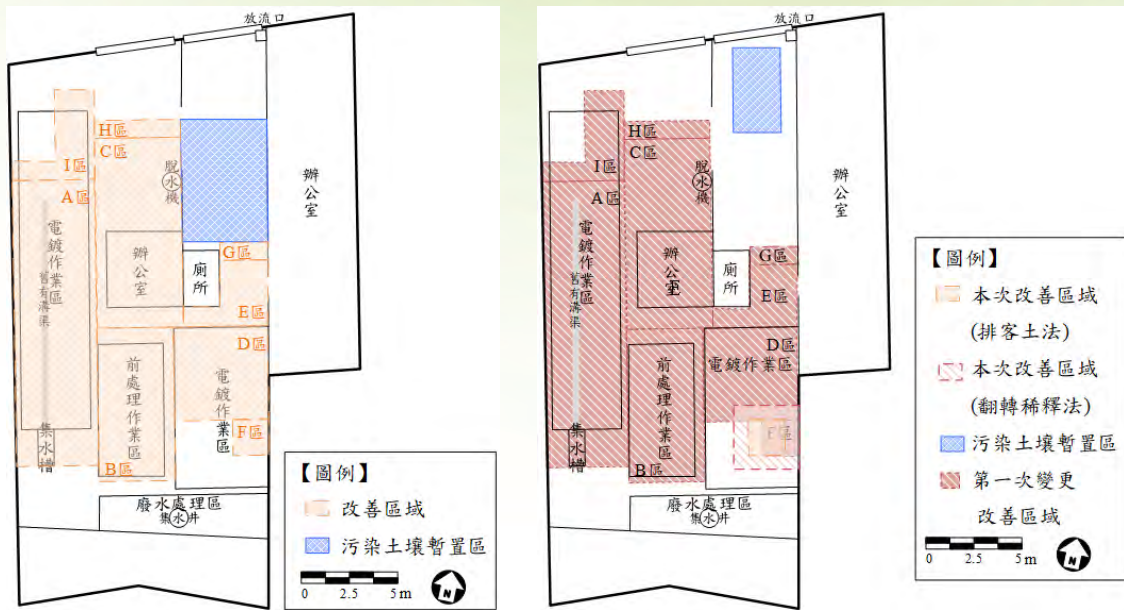 放流口
H區
C區
脫水機
I區
A區
電鍍作業區
舊有溝渠
辦公室
廁所
G區
E區
D區
辦公室
前處理作業區
電鍍作業區
F區
集水槽
B區
廢水處理區
集水井
【圖例】
改善區域
污染土壤暫置區
0 2.5 5 m
N
放流口
H區
C區
脫水機
I區
A區
電鍍作業區
舊有溝渠
辦公室
廁所
G區
E區
D區
電鍍作業區
辦公室
前處理作業區
F區
集水槽
B區
廢水處理區
集水井
【圖例】
本次改善區域
(排客土法)
本次改善區域
(翻轉稀釋法)
污染土壤暫置區
第一次變更
改善區域
0 2.5 5 m
N